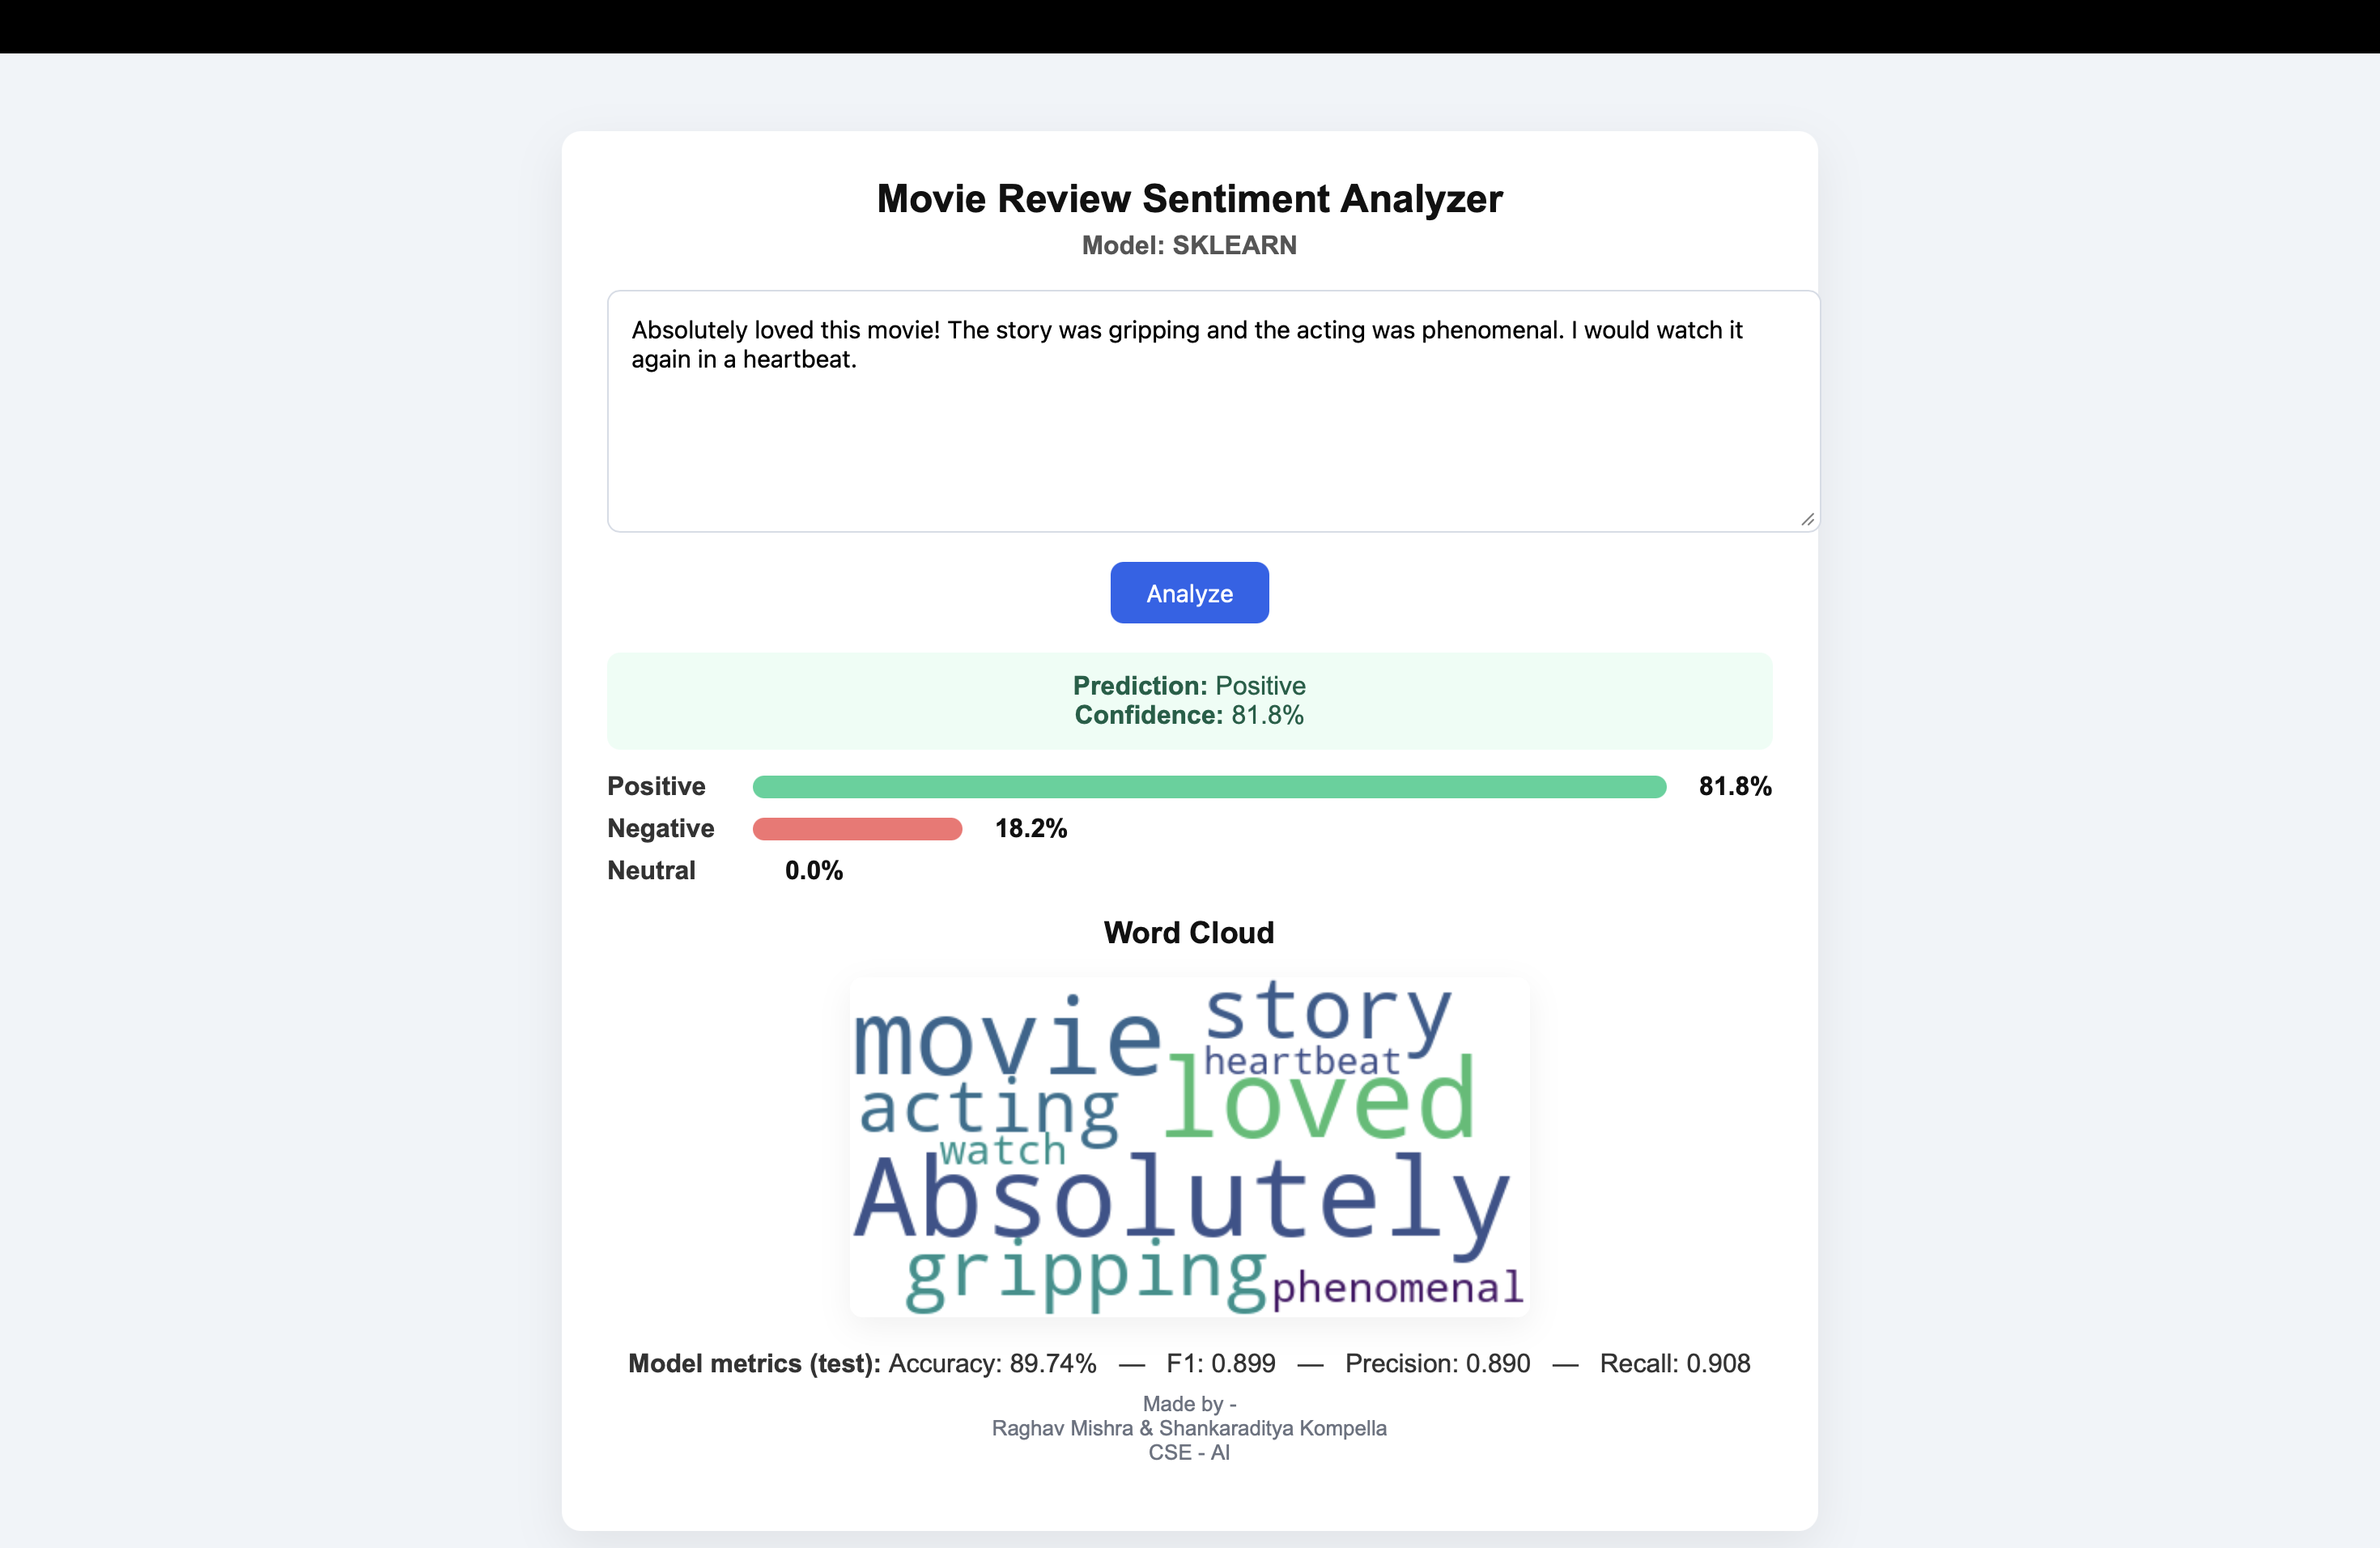 Movie Review Sentiment Analyzer
Model: SKLEARN
Absolutely loved this movie! The story was gripping and the acting was phenomenal. I would watch it
again in a heartbeat.
Analyze
Prediction: Positive
Confidence: 81.8%
Positive 81.8%
Negative 18.2%
Neutral 0.0%
Word Cloud
movie story
heartbeat
acting loved
watch
Absolutely
gripping phenomenal
Model metrics (test): Accuracy: 89.74% — F1: 0.899 — Precision: 0.890 — Recall: 0.908
Made by -
Raghav Mishra & Shankaraditya Kompella
CSE - AI